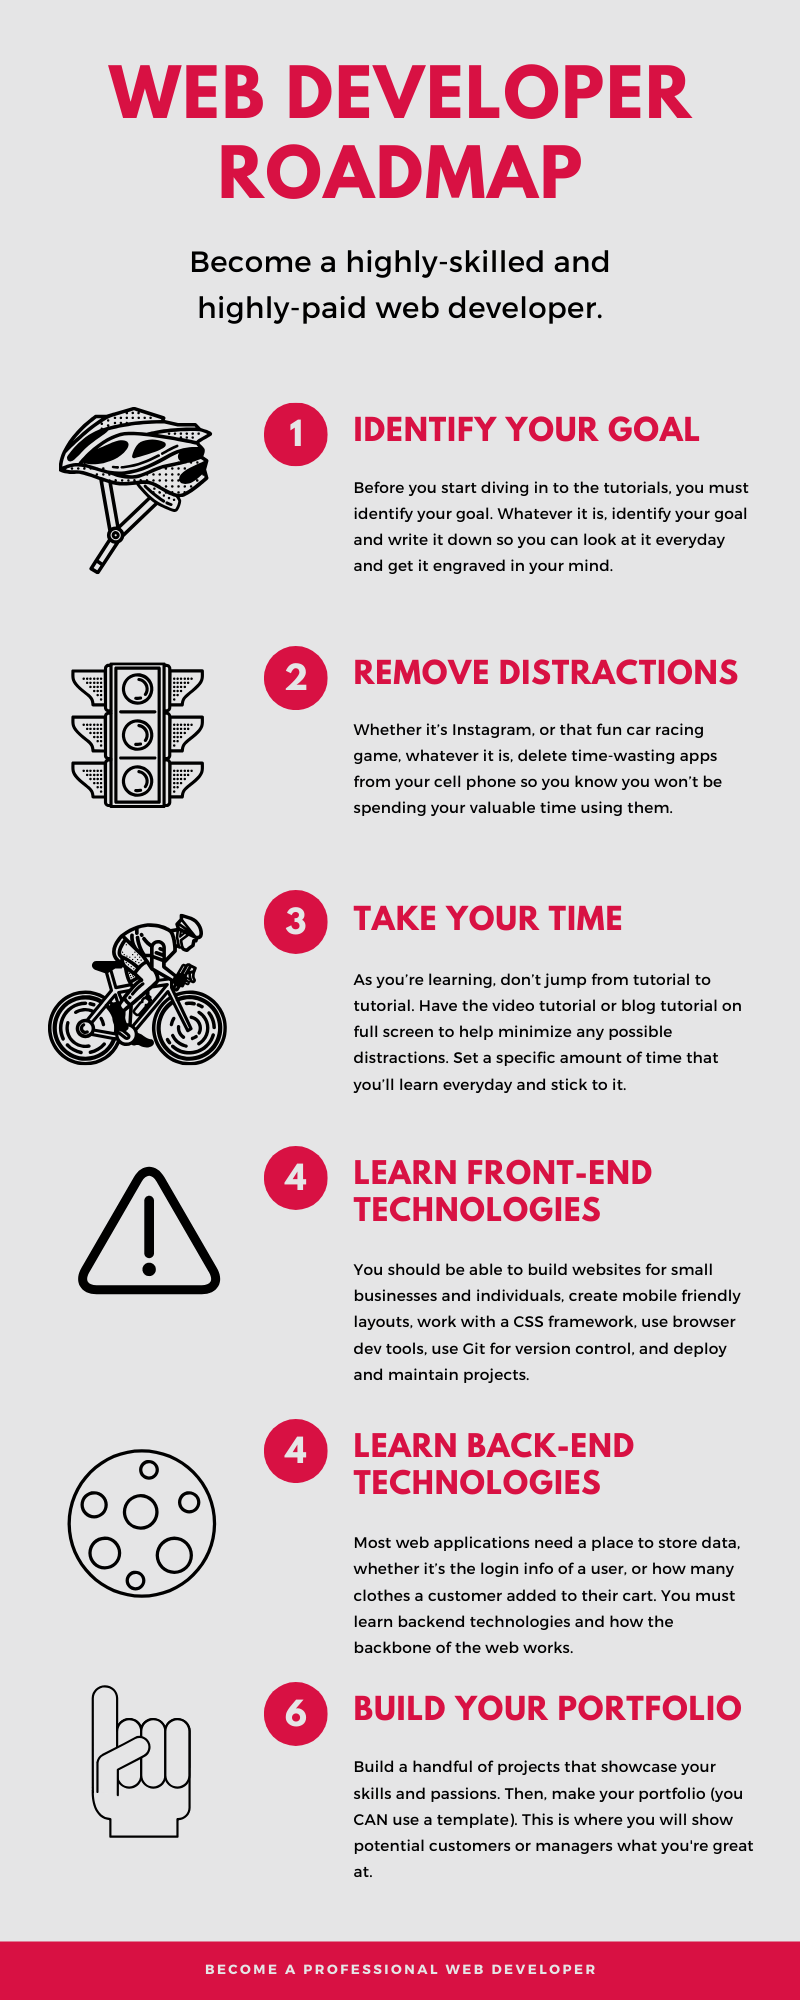 WEB DEVELOPER
ROADMAP
Become a highly-skilled and
highly-paid web developer.
1
IDENTIFY YOUR GOAL
Before you start diving in to the tutorials, you must
identify your goal. Whatever it is, identify your goal
and write it down so you can look at it everyday
and get it engraved in your mind.
2
REMOVE DISTRACTIONS
Whether it's Instagram, or that fun car racing
game, whatever it is, delete time-wasting apps
from your cell phone so you know you won't be
spending your valuable time using them.
3
TAKE YOUR TIME
As you're learning, don't jump from tutorial to
tutorial. Have the video tutorial or blog tutorial on
full screen to help minimize any possible
distractions. Set a specific amount of time that
you'll learn everyday and stick to it.
4
LEARN FRONT-END
TECHNOLOGIES
You should be able to build websites for small
businesses and individuals, create mobile friendly
layouts, work with a CSS framework, use browser
dev tools, use Git for version control, and deploy
and maintain projects.
4
LEARN BACK-END
TECHNOLOGIES
Most web applications need a place to store data,
whether it's the login info of a user, or how many
clothes a customer added to their cart. You must
learn backend technologies and how the
backbone of the web works.
6
BUILD YOUR PORTFOLIO
Build a handful of projects that showcase your
skills and passions. Then, make your portfolio (you
CAN use a template). This is where you will show
potential customers or managers what you're great
at.
BECOME A PROFESSIONAL WEB DEVELOPER